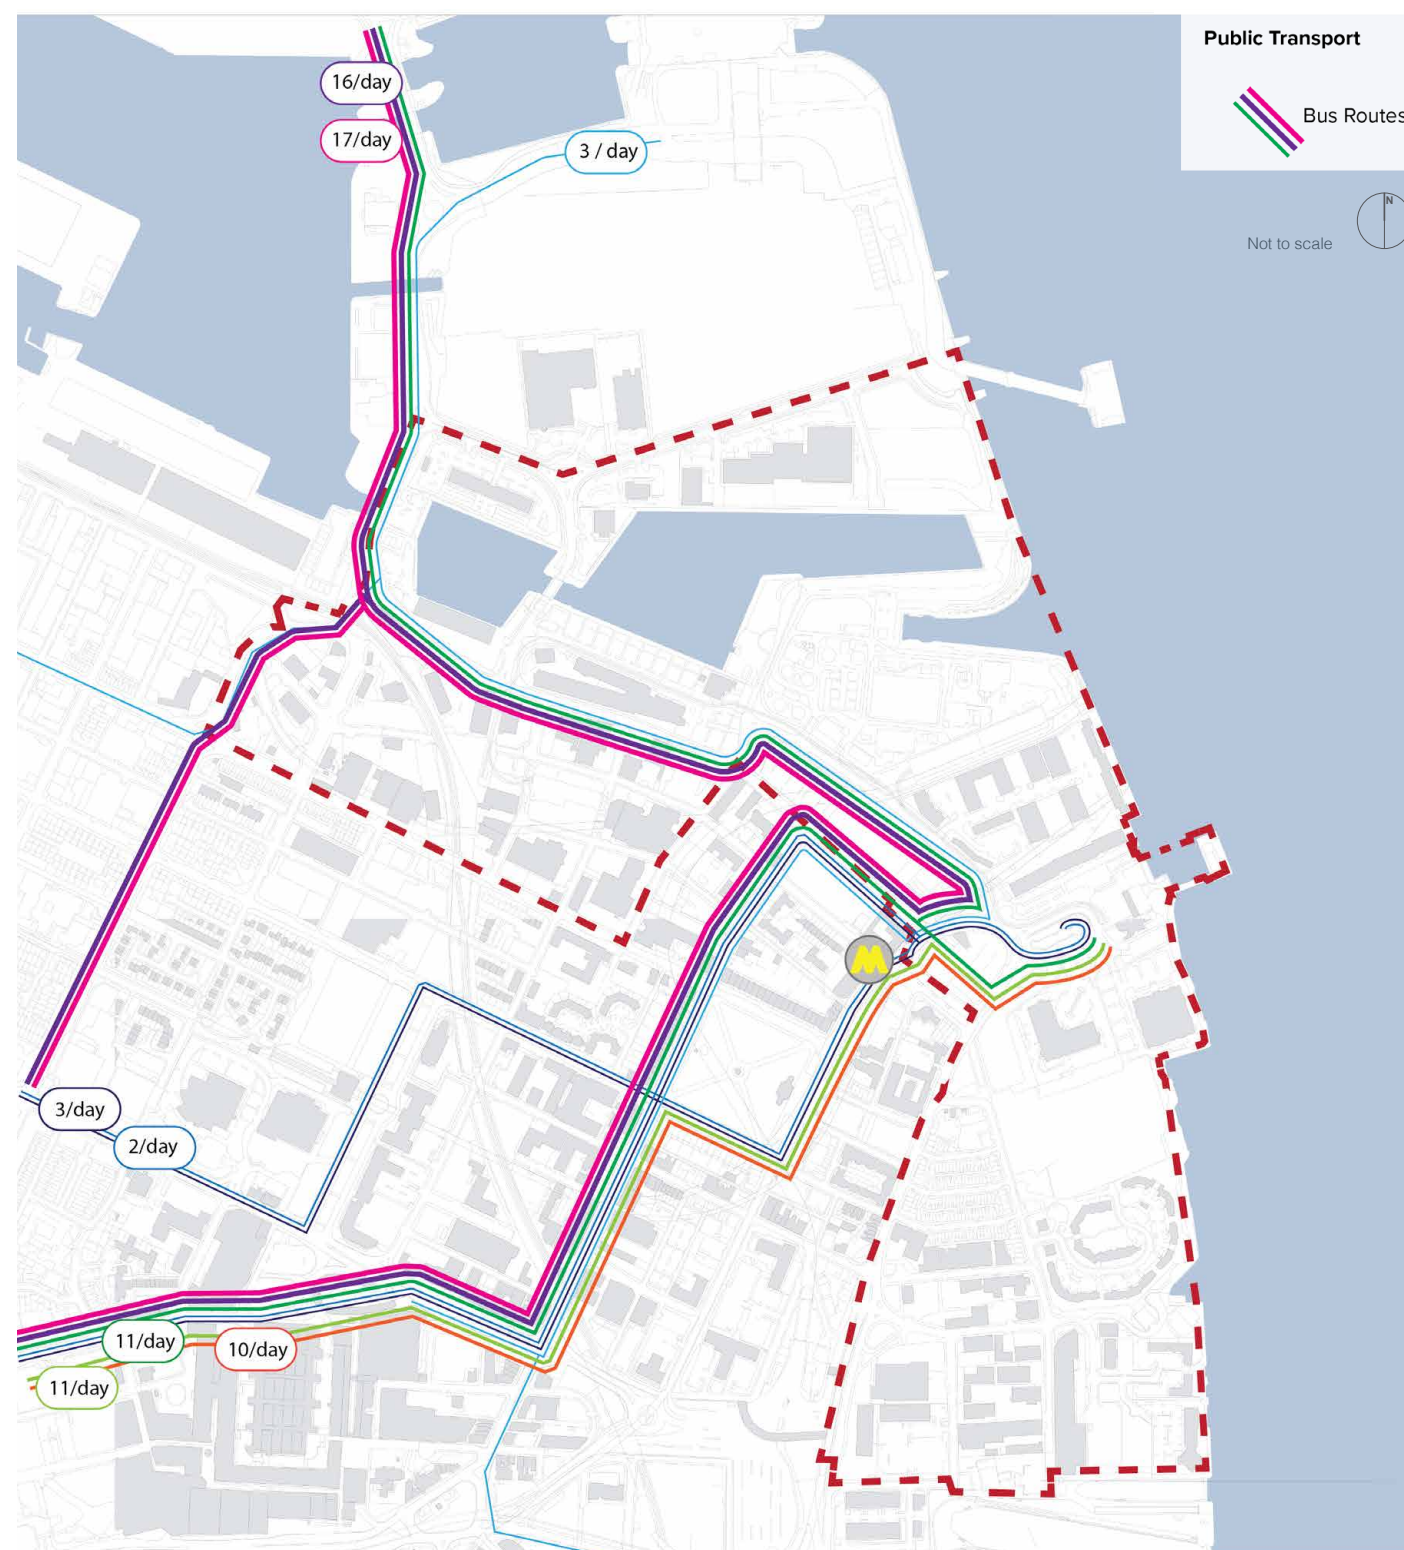 Public Transport
Bus Routes
N
Not to scale
16/day
17/day
3 / day
M
3/day
2/day
11/day
10/day
11/day